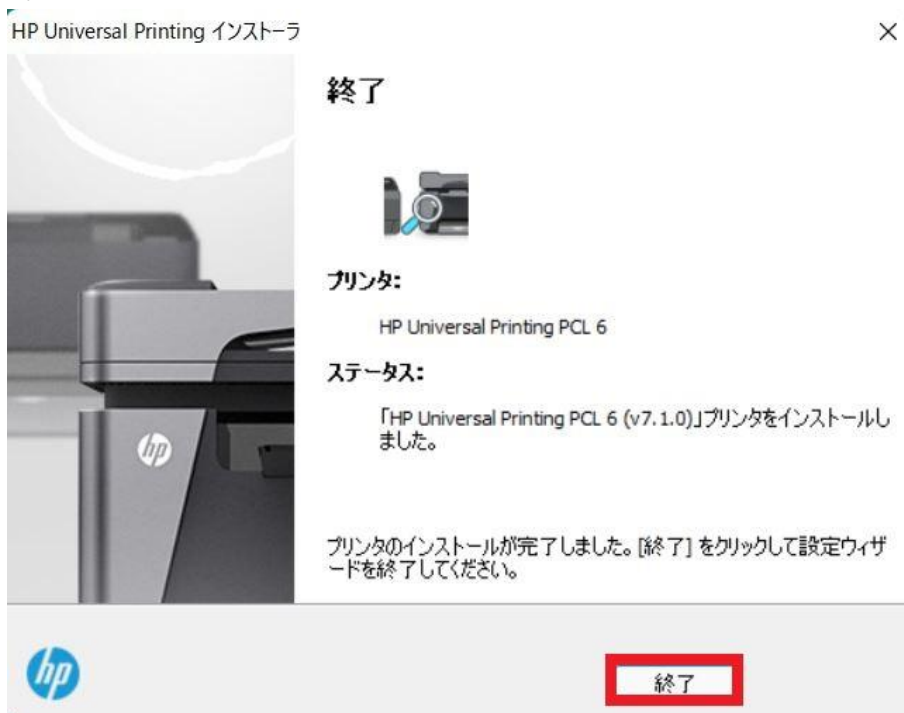 HP Universal Printing インストーラ
終了
プリンタ:
HP Universal Printing PCL 6
ステータス:
「HP Universal Printing PCL 6 (v7.1.0)」プリンタをインストールし
ました。
プリンタのインストールが完了しました。[終了] をクリックして設定ウィザ
ードを終了してください。
hp
hp
終了